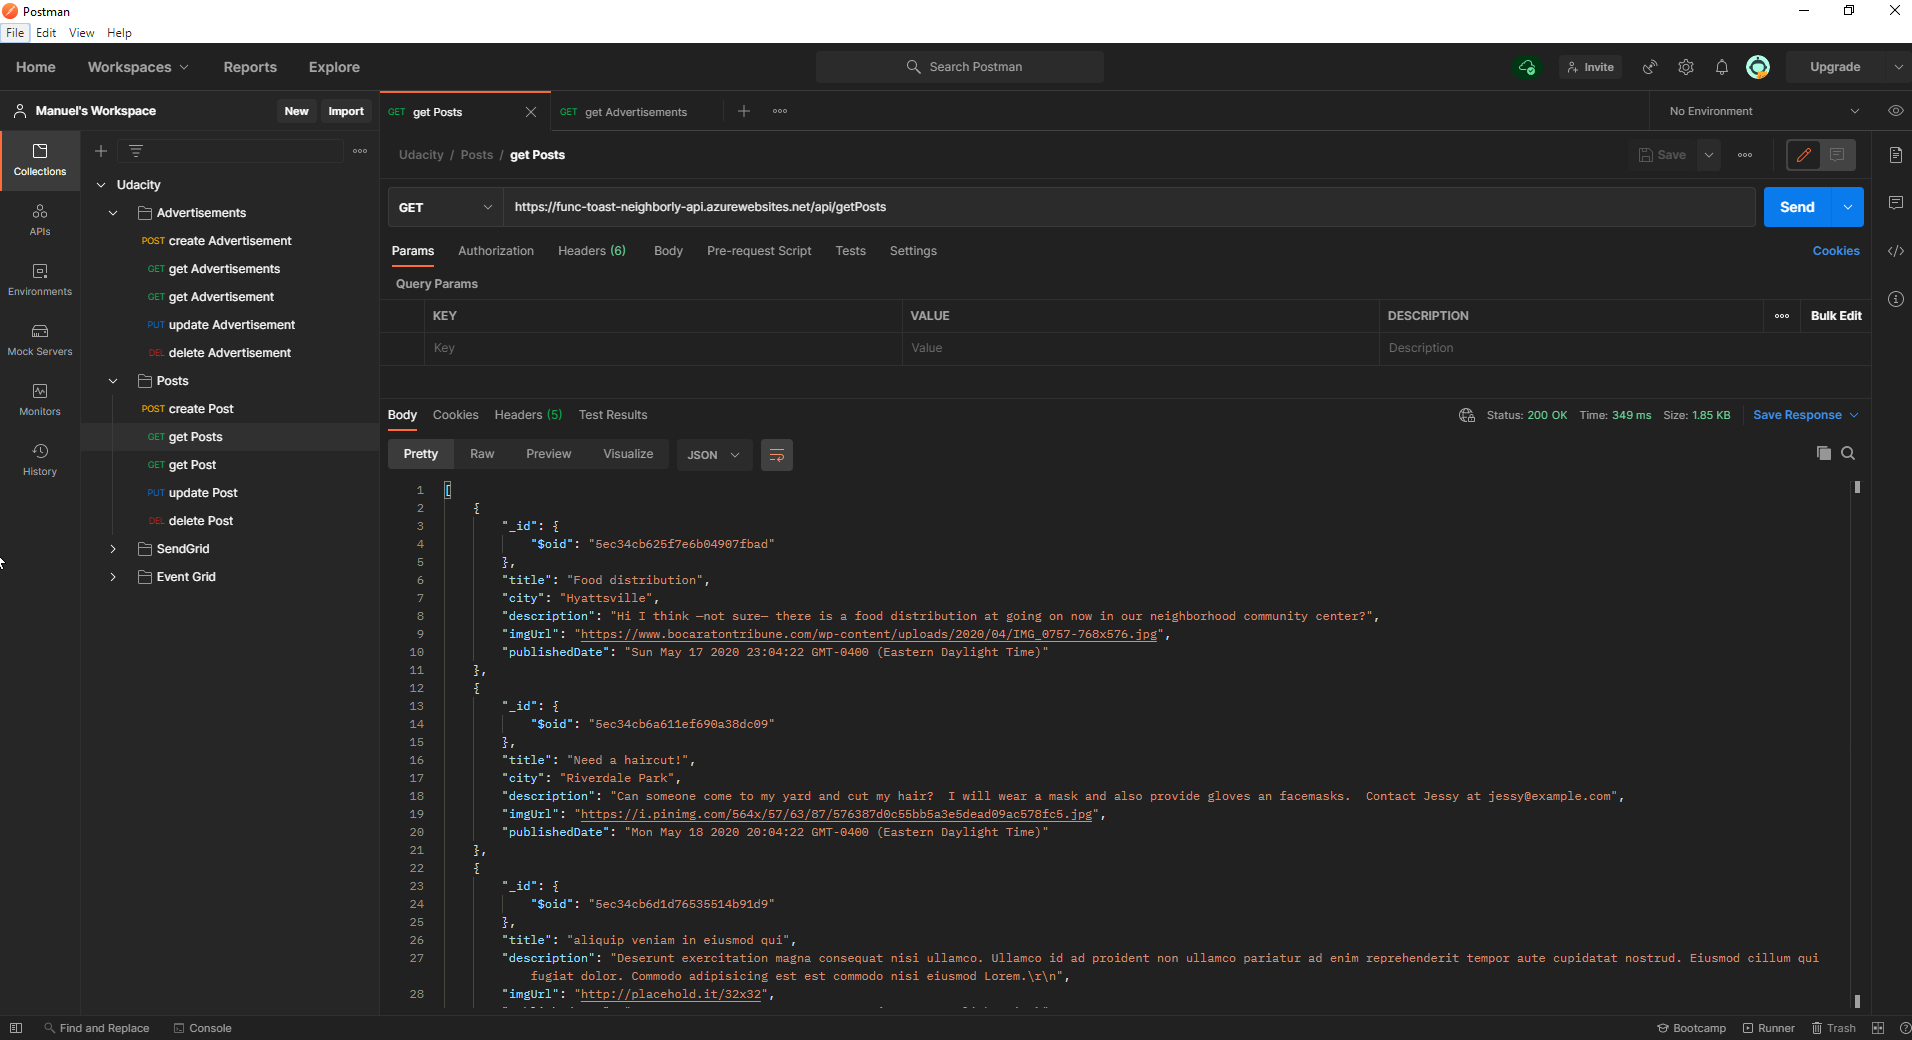 Postman
File Edit View Help
Home Workspaces Reports Explore Search Postman Invite Upgrade
Manuel's Workspace New Import GET get Posts GET get Advertisements No Environment
Collections
APIs
Environments
Mock Servers
Monitors
History
Udacity
Advertisements
POST create Advertisement
GET get Advertisements
GET get Advertisement
PUT update Advertisement
DEL delete Advertisement
Posts
POST create Post
GET get Posts
GET get Post
PUT update Post
DEL delete Post
SendGrid
Event Grid
Udacity / Posts / get Posts Save
GET https://func-toast-neighborly-api.azurewebsites.net/api/getPosts Send
Params Authorization Headers (6) Body Pre-request Script Tests Settings Cookies
Query Params
KEY VALUE DESCRIPTION Bulk Edit
Key Value Description
Body Cookies Headers (5) Test Results Status: 200 OK Time: 349 ms Size: 1.85 KB Save Response
Pretty Raw Preview Visualize JSON
1 [
2 {
3 "_id": {
4 "$oid": "5ec34cb625f7e6b04907fbad"
5 },
6 "title": "Food distribution",
7 "city": "Hyattsville",
8 "description": "Hi I think —not sure— there is a food distribution at going on now in our neighborhood community center?",
9 "imgUrl": "https://www.bocaratontribune.com/wp-content/uploads/2020/04/IMG_0757-768x576.jpg",
10 "publishedDate": "Sun May 17 2020 23:04:22 GMT-0400 (Eastern Daylight Time)"
11 },
12 {
13 "_id": {
14 "$oid": "5ec34cb6a611ef690a38dc09"
15 },
16 "title": "Need a haircut!",
17 "city": "Riverdale Park",
18 "description": "Can someone come to my yard and cut my hair?  I will wear a mask and also provide gloves an facemasks.  Contact Jessy at jessy@example.com",
19 "imgUrl": "https://i.pinimg.com/564x/57/63/87/576387d0c55bb5a3e5dead09ac578fc5.jpg",
20 "publishedDate": "Mon May 18 2020 20:04:22 GMT-0400 (Eastern Daylight Time)"
21 },
22 {
23 "_id": {
24 "$oid": "5ec34cb6d1d76535514b91d9"
25 },
26 "title": "aliquip veniam in eiusmod qui",
27 "description": "Deserunt exercitation magna consequat nisi ullamco. Ullamco id ad proident non ullamco pariatur ad enim reprehenderit tempor aute cupidatat nostrud. Eiusmod cillum qui
fugiat dolor. Commodo adipisicing est est commodo nisi eiusmod Lorem.\r\n",
28 "imgUrl": "http://placehold.it/32x32",
Find and Replace Console Bootcamp Runner Trash